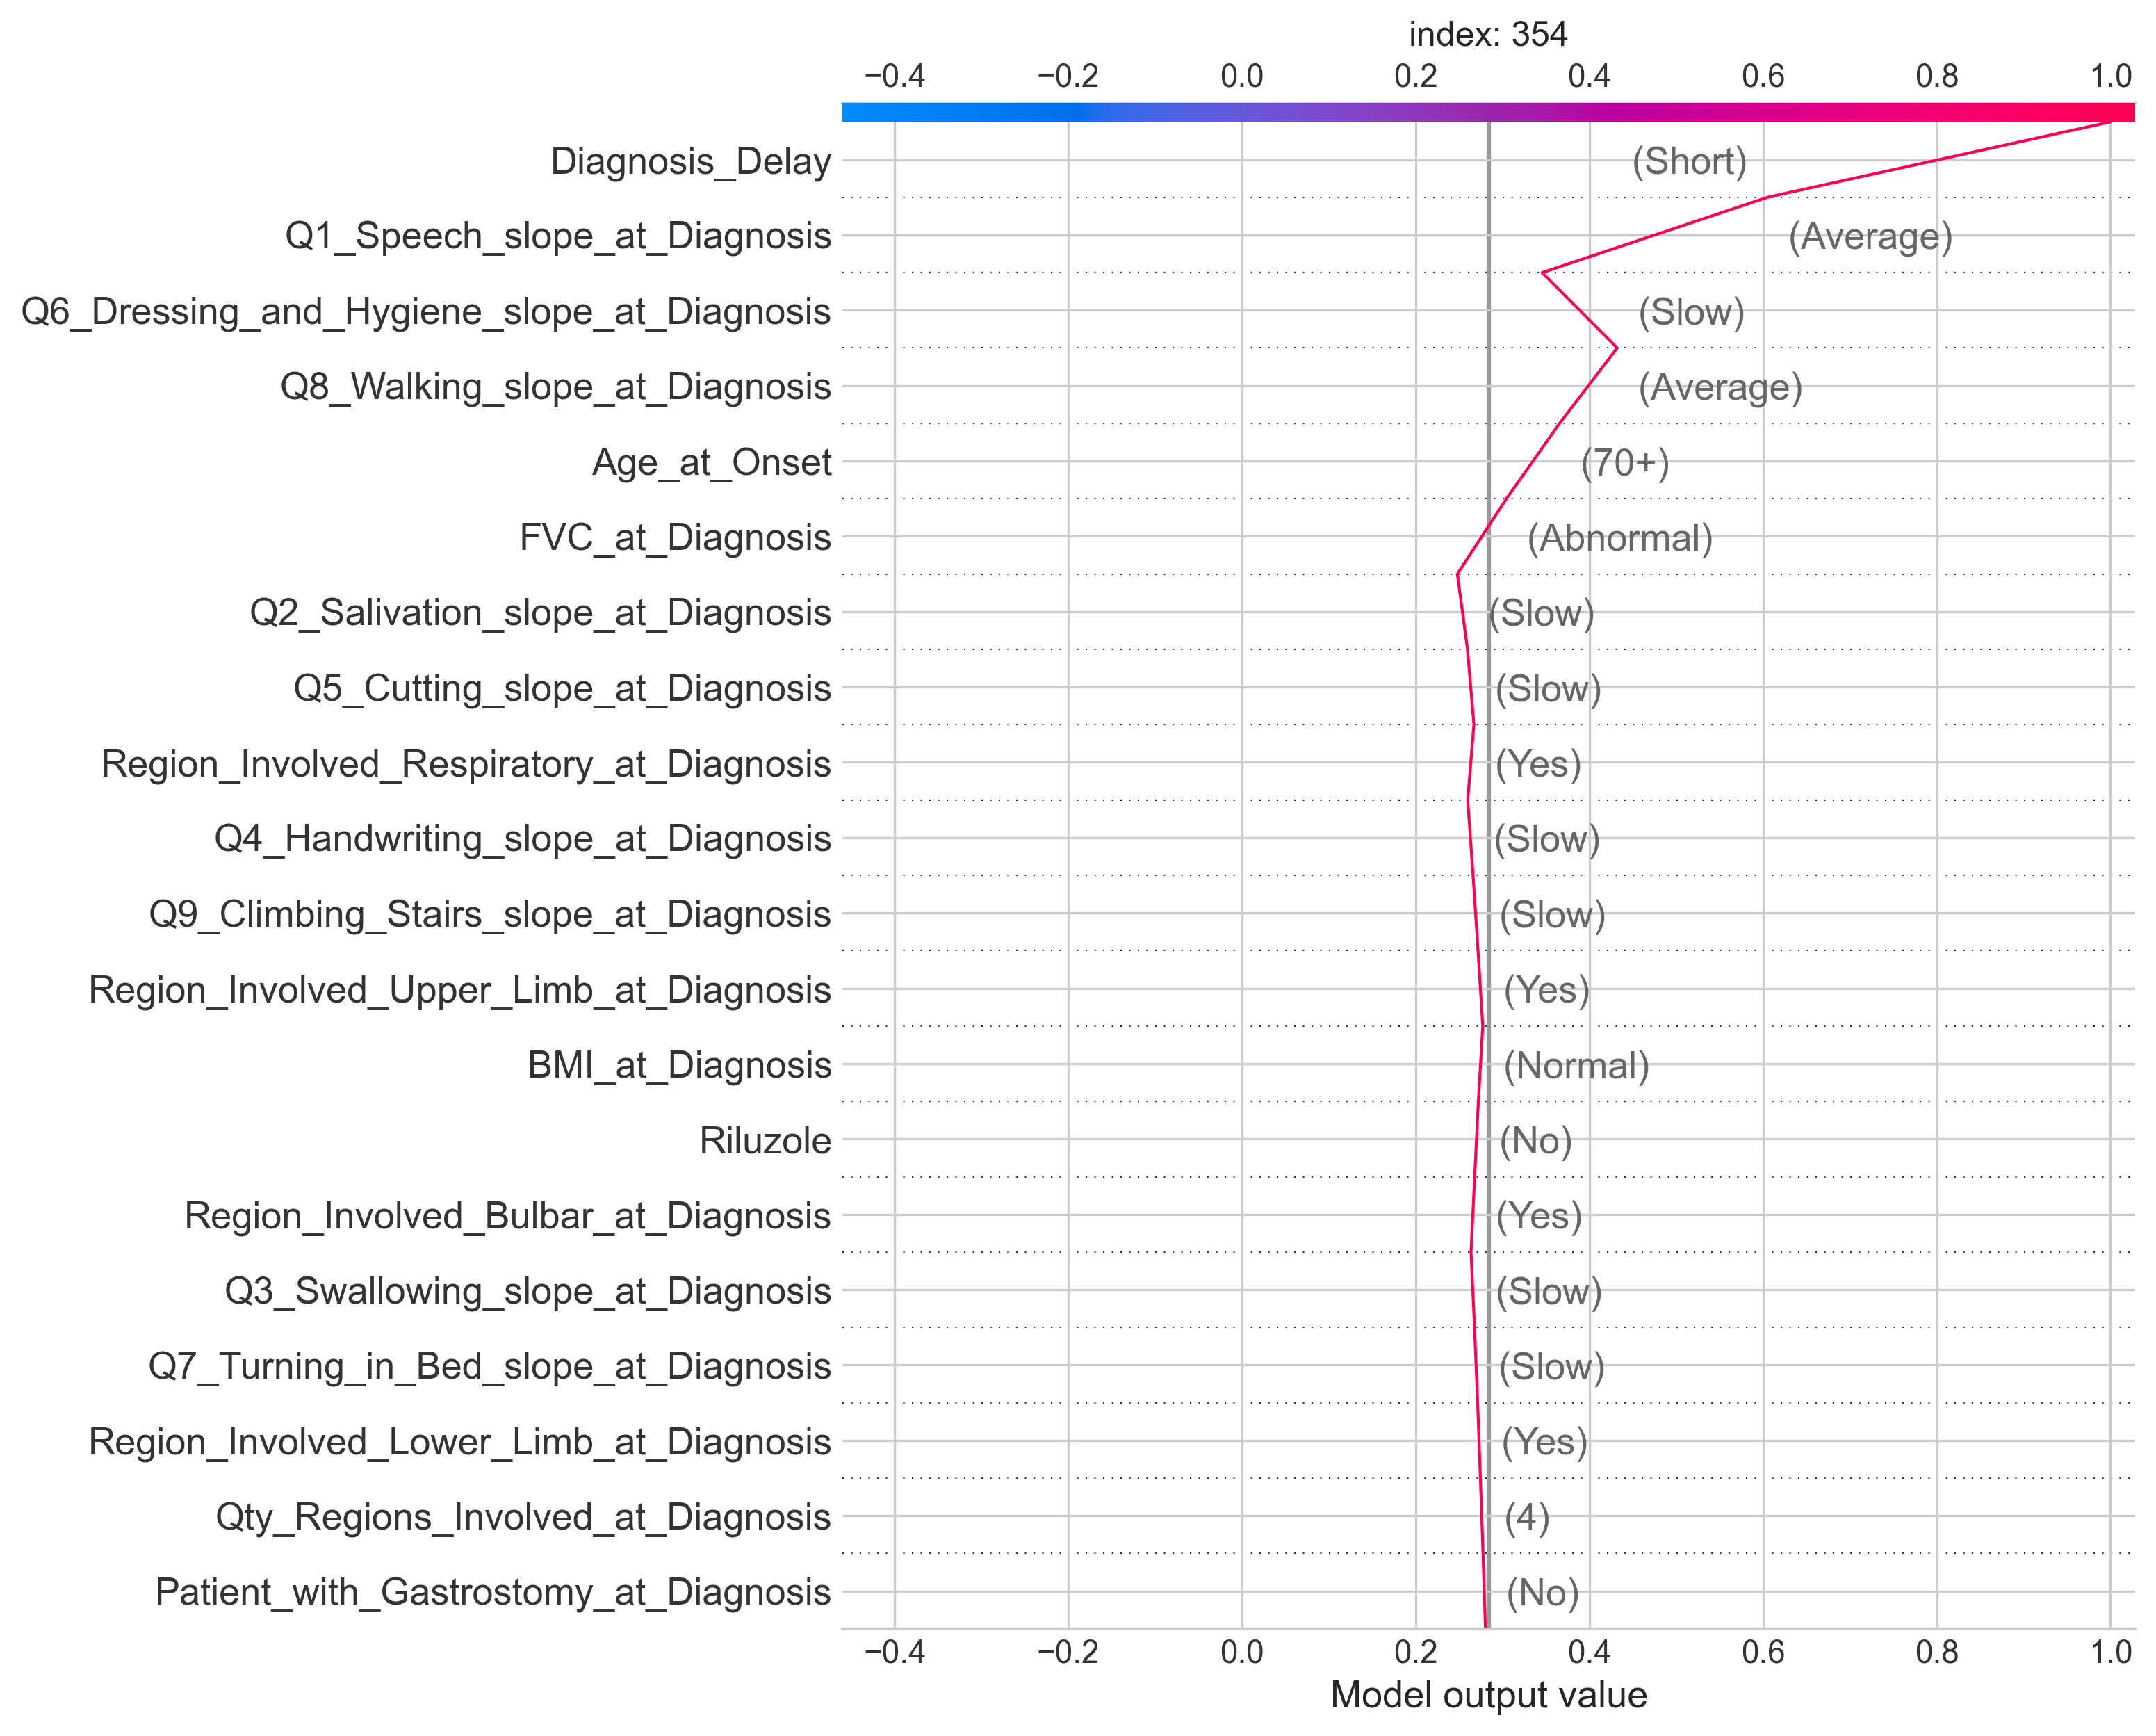 index: 354
−0.4 −0.2 0.0 0.2 0.4 0.6 0.8 1.0
Diagnosis_Delay (Short)
Q1_Speech_slope_at_Diagnosis (Average)
Q6_Dressing_and_Hygiene_slope_at_Diagnosis (Slow)
Q8_Walking_slope_at_Diagnosis (Average)
Age_at_Onset (70+)
FVC_at_Diagnosis (Abnormal)
Q2_Salivation_slope_at_Diagnosis (Slow)
Q5_Cutting_slope_at_Diagnosis (Slow)
Region_Involved_Respiratory_at_Diagnosis (Yes)
Q4_Handwriting_slope_at_Diagnosis (Slow)
Q9_Climbing_Stairs_slope_at_Diagnosis (Slow)
Region_Involved_Upper_Limb_at_Diagnosis (Yes)
BMI_at_Diagnosis (Normal)
Riluzole (No)
Region_Involved_Bulbar_at_Diagnosis (Yes)
Q3_Swallowing_slope_at_Diagnosis (Slow)
Q7_Turning_in_Bed_slope_at_Diagnosis (Slow)
Region_Involved_Lower_Limb_at_Diagnosis (Yes)
Qty_Regions_Involved_at_Diagnosis (4)
Patient_with_Gastrostomy_at_Diagnosis (No)
−0.4 −0.2 0.0 0.2 0.4 0.6 0.8 1.0
Model output value